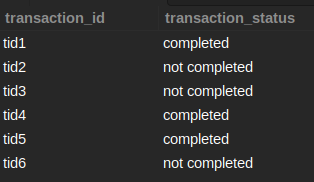 transaction_id transaction_status
tid1 completed
tid2 not completed
tid3 not completed
tid4 completed
tid5 completed
tid6 not completed